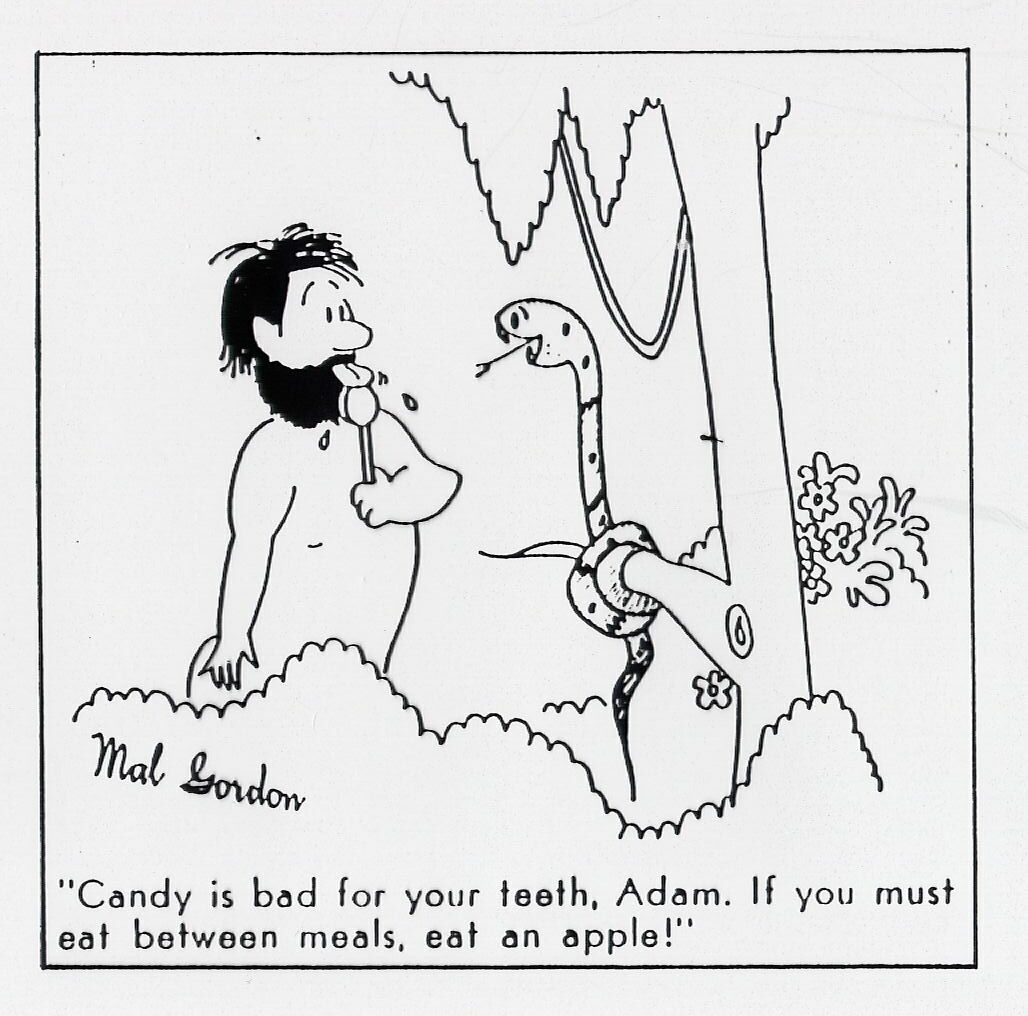 Mal Gordon
"Candy is bad for your teeth, Adam. If you must
eat between meals, eat an apple!"